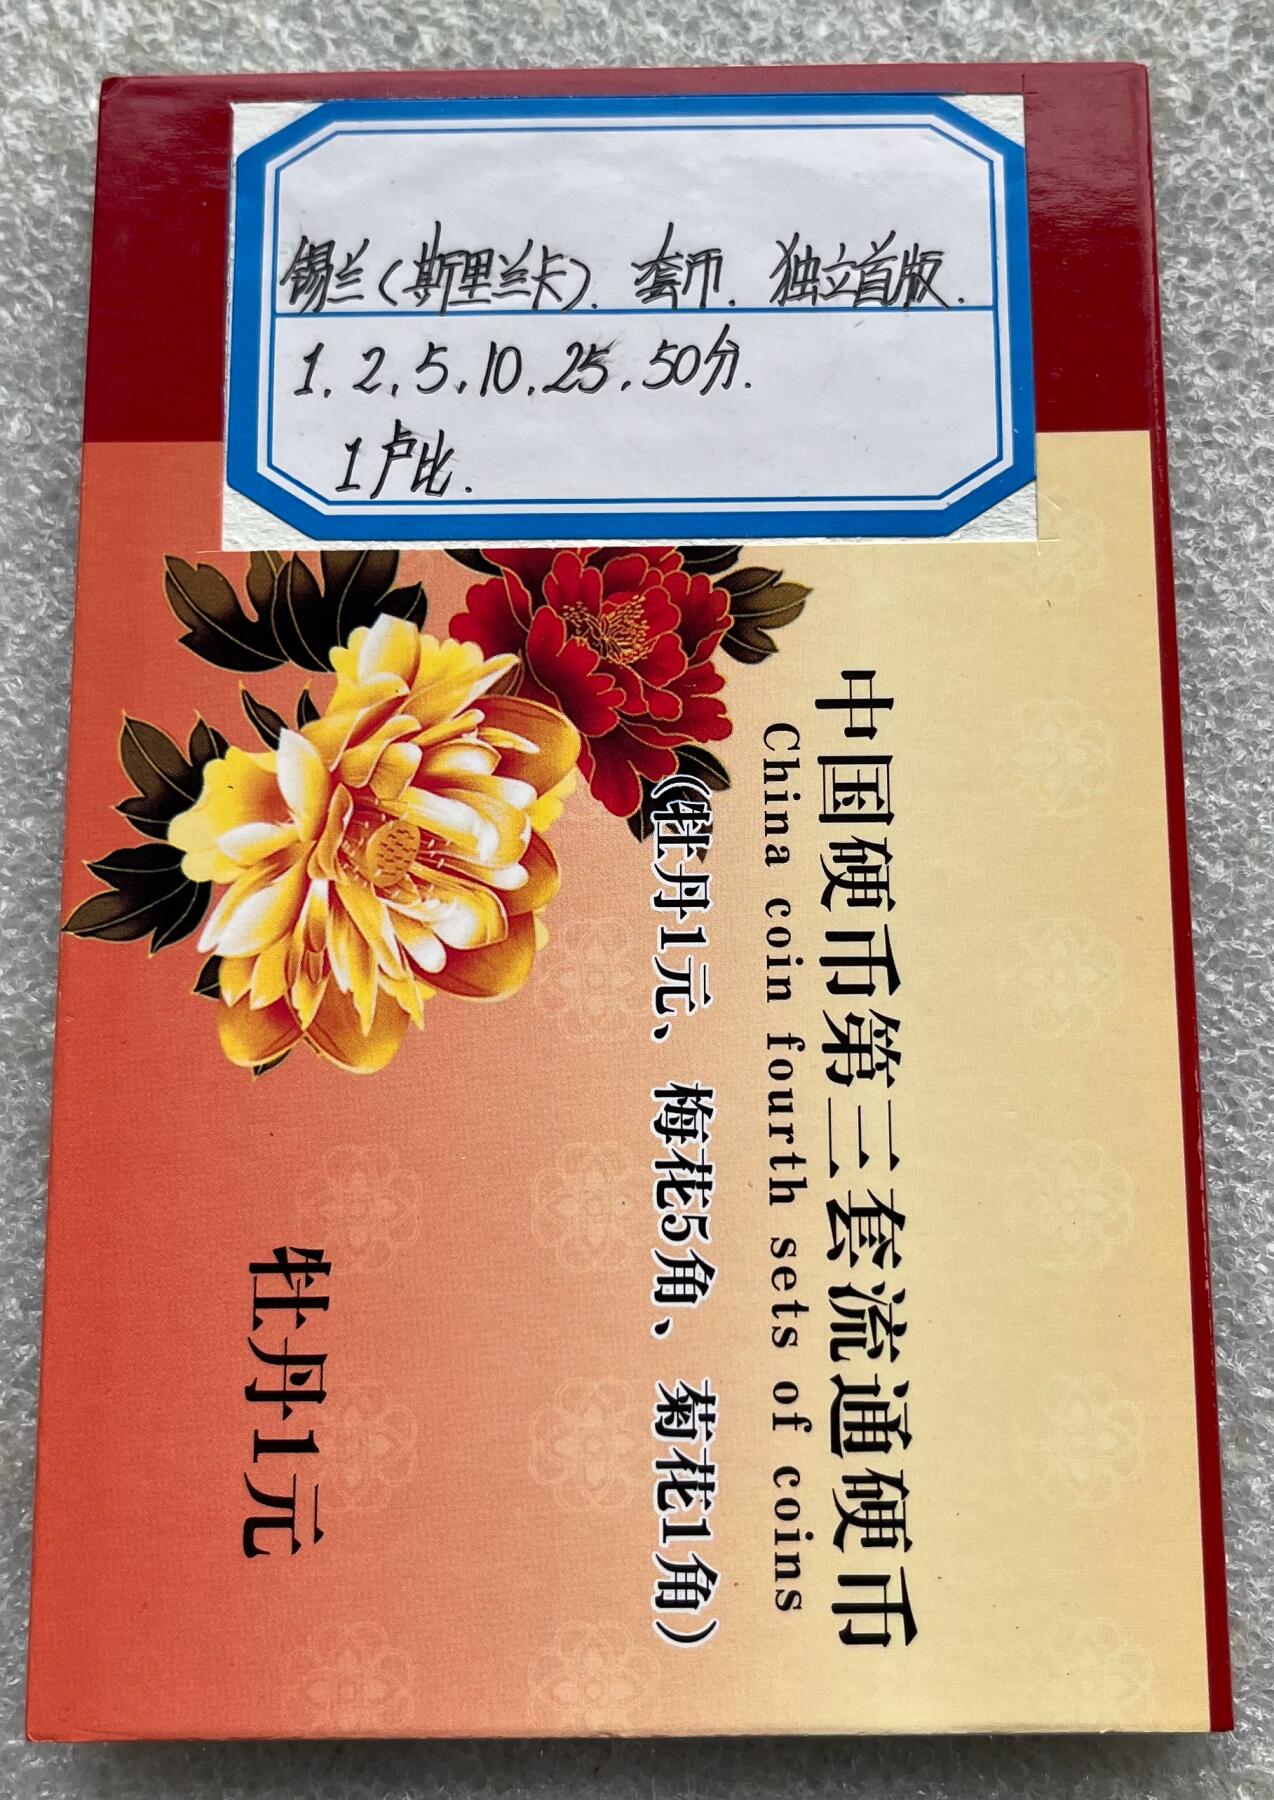 锡兰(斯里兰卡). 套币. 独立首版.
1. 2. 5. 10. 25. 50分.
1卢比.
中国硬币第三套流通硬币
China coin fourth sets of coins
(牡丹1元、梅花5角、菊花1角)
牡丹1元